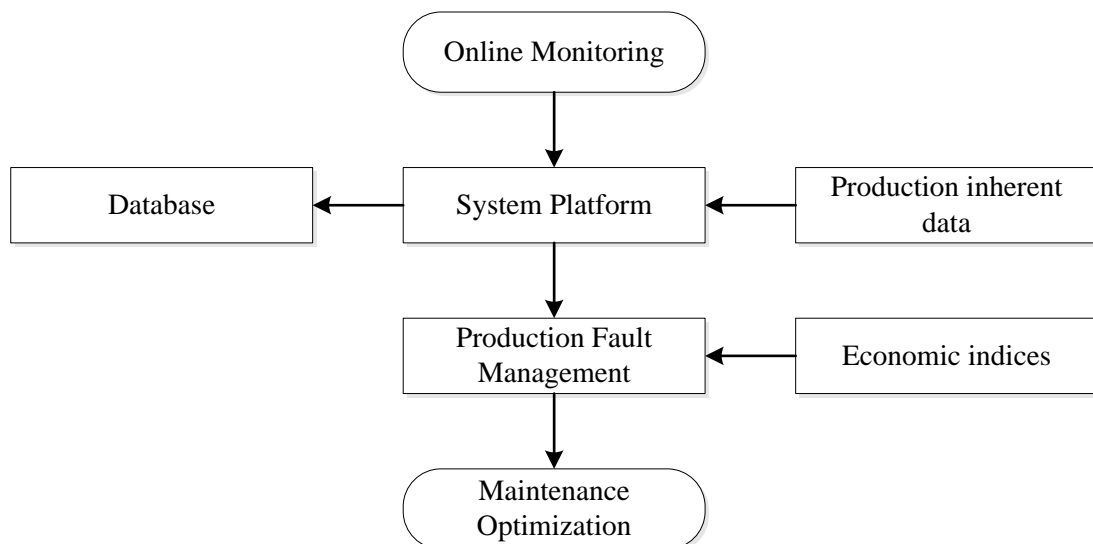 Online Monitoring
Database
System Platform
Production inherent
data
Production Fault
Management
Economic indices
Maintenance
Optimization